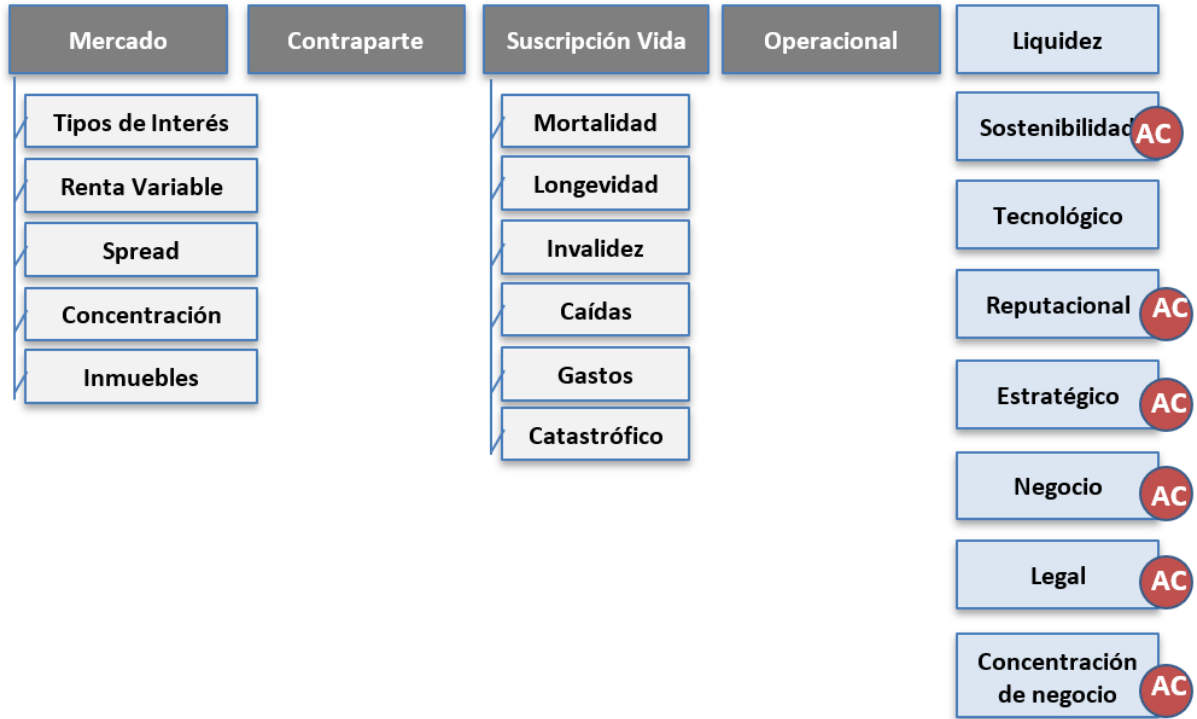 Mercado
Contraparte
Suscripción Vida
Operacional
Liquidez
Tipos de Interés
Renta Variable
Spread
Concentración
Inmuebles
Mortalidad
Longevidad
Invalidez
Caídas
Gastos
Catastrófico
Sostenibilidad
AC
Tecnológico
Reputacional
AC
Estratégico
AC
Negocio
AC
Legal
AC
Concentración
de negocio
AC